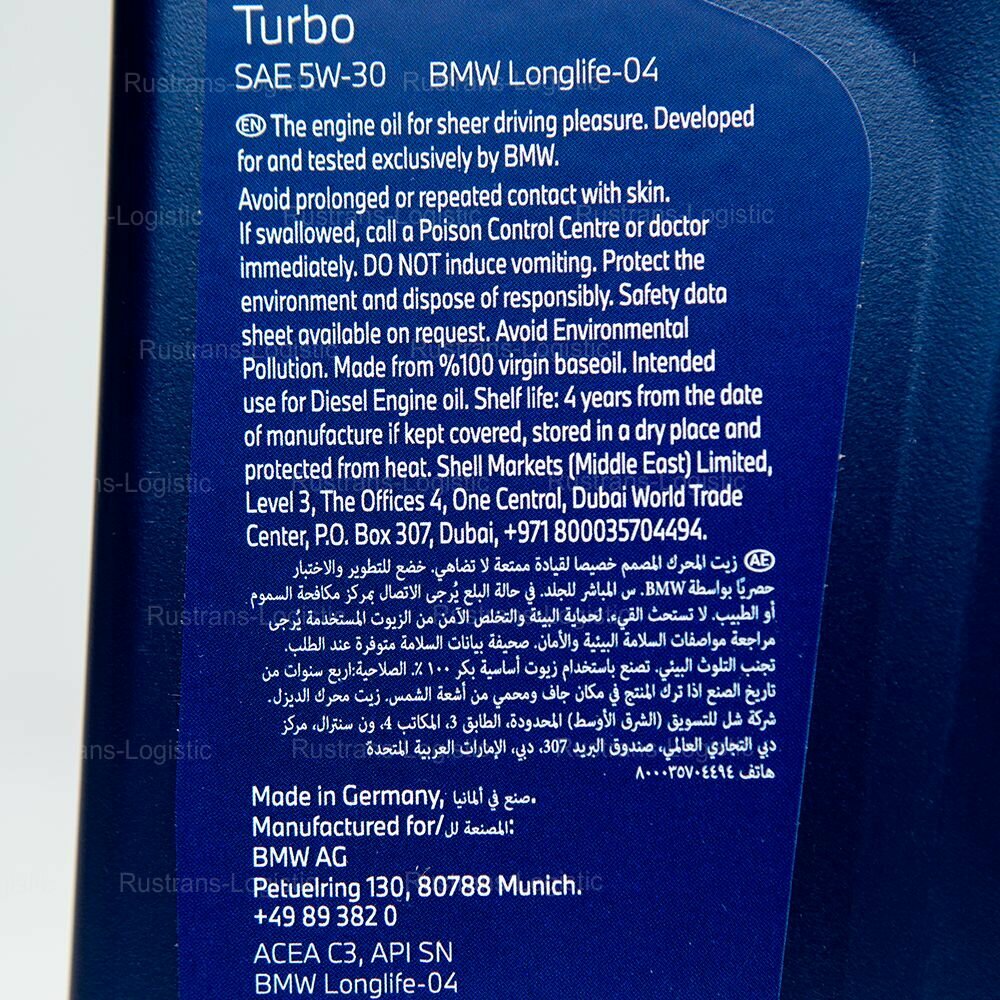 Turbo
SAE 5W-30 BMW Longlife-04
EN The engine oil for sheer driving pleasure. Developed
for and tested exclusively by BMW.
Avoid prolonged or repeated contact with skin.
If swallowed, call a Poison Control Centre or doctor
immediately. DO NOT induce vomiting. Protect the
environment and dispose of responsibly. Safety data
sheet available on request. Avoid Environmental
Pollution. Made from %100 virgin baseoil. Intended
use for Diesel Engine oil. Shelf life: 4 years from the date
of manufacture if kept covered, stored in a dry place and
protected from heat. Shell Markets (Middle East) Limited,
Level 3, The Offices 4, One Central, Dubai World Trade
Center, P.O. Box 307, Dubai, +971 800035704494.
AE زيت المحرك المصمم خصيصا لقيادة ممتعة لا تضاهي. خضع للتطوير والاختبار
حصريًا بواسطة BMW. س المباشر للجلد. في حالة البلع يُرجى الاتصال بمركز مكافحة السموم
أو الطبيب. لا تستحث القيء. لحماية البيئة والتخلص الآمن من الزيوت المستخدمة يُرجى
مراجعة مواصفات السلامة البيئية والأمان. صحيفة بيانات السلامة متوفرة عند الطلب.
تجنب التلوث البيئي. تصنع باستخدام زيوت أساسية بكر ١٠٠ ٪. الصلاحية:اربع سنوات من
تاريخ الصنع اذا ترك المنتج في مكان جاف ومحمي من أشعة الشمس. زيت محرك الديزل.
شركة شل للتسويق (الشرق الأوسط) المحدودة، الطابق 3، المكاتب 4، ون سنترال، مركز
دبي التجاري العالمي، صندوق البريد 307، دبي، الإمارات العربية المتحدة
هاتف ٨٠٠٠٣٥٧٠٤٤٩٤
Made in Germany, صنع في ألمانيا.
Manufactured for/المصنعة لل:
BMW AG
Petuelring 130, 80788 Munich.
+49 89 382 0
ACEA C3, API SN
BMW Longlife-04
Rustrans-Logistic